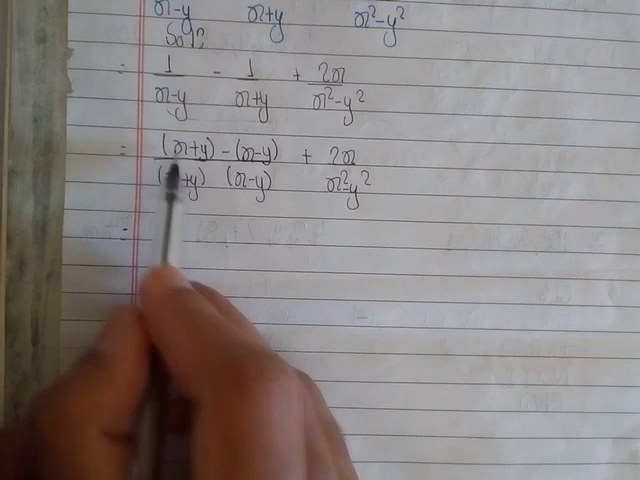 x-y x+y x²-y²
Sol:
= 1/(x-y) - 1/(x+y) + 2x/(x²-y²)
= ((x+y) - (x-y))/((x+y) (x-y)) + 2x/(x²-y²)